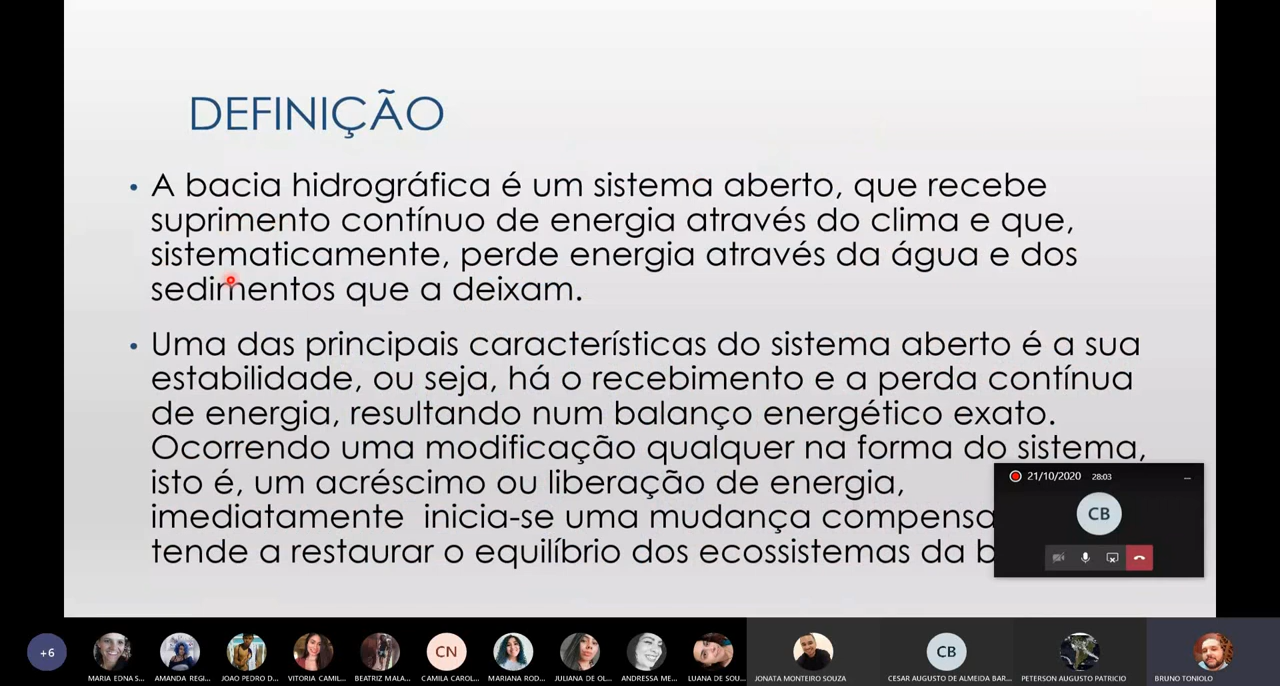 DEFINIÇÃO
• A bacia hidrográfica é um sistema aberto, que recebe
suprimento contínuo de energia através do clima e que,
sistematicamente, perde energia através da água e dos
sedimentos que a deixam.
• Uma das principais características do sistema aberto é a sua
estabilidade, ou seja, há o recebimento e a perda contínua
de energia, resultando num balanço energético exato.
Ocorrendo uma modificação qualquer na forma do sistema,
isto é, um acréscimo ou liberação de energia,
imediatamente inicia-se uma mudança compensa
tende a restaurar o equilíbrio dos ecossistemas da b
21/10/2020 28:03
CB
+6
CN
CB
MARIA EDNA S...
AMANDA REGI...
JOAO PEDRO D...
VITORIA CAMIL...
BEATRIZ MALA...
CAMILA CAROL...
MARIANA ROD...
JULIANA DE OL...
ANDRESSA ME...
LUANA DE SOU...
JONATA MONTEIRO SOUZA
CESAR AUGUSTO DE ALMEIDA BAR...
PETERSON AUGUSTO PATRICIO
BRUNO TONIOLO